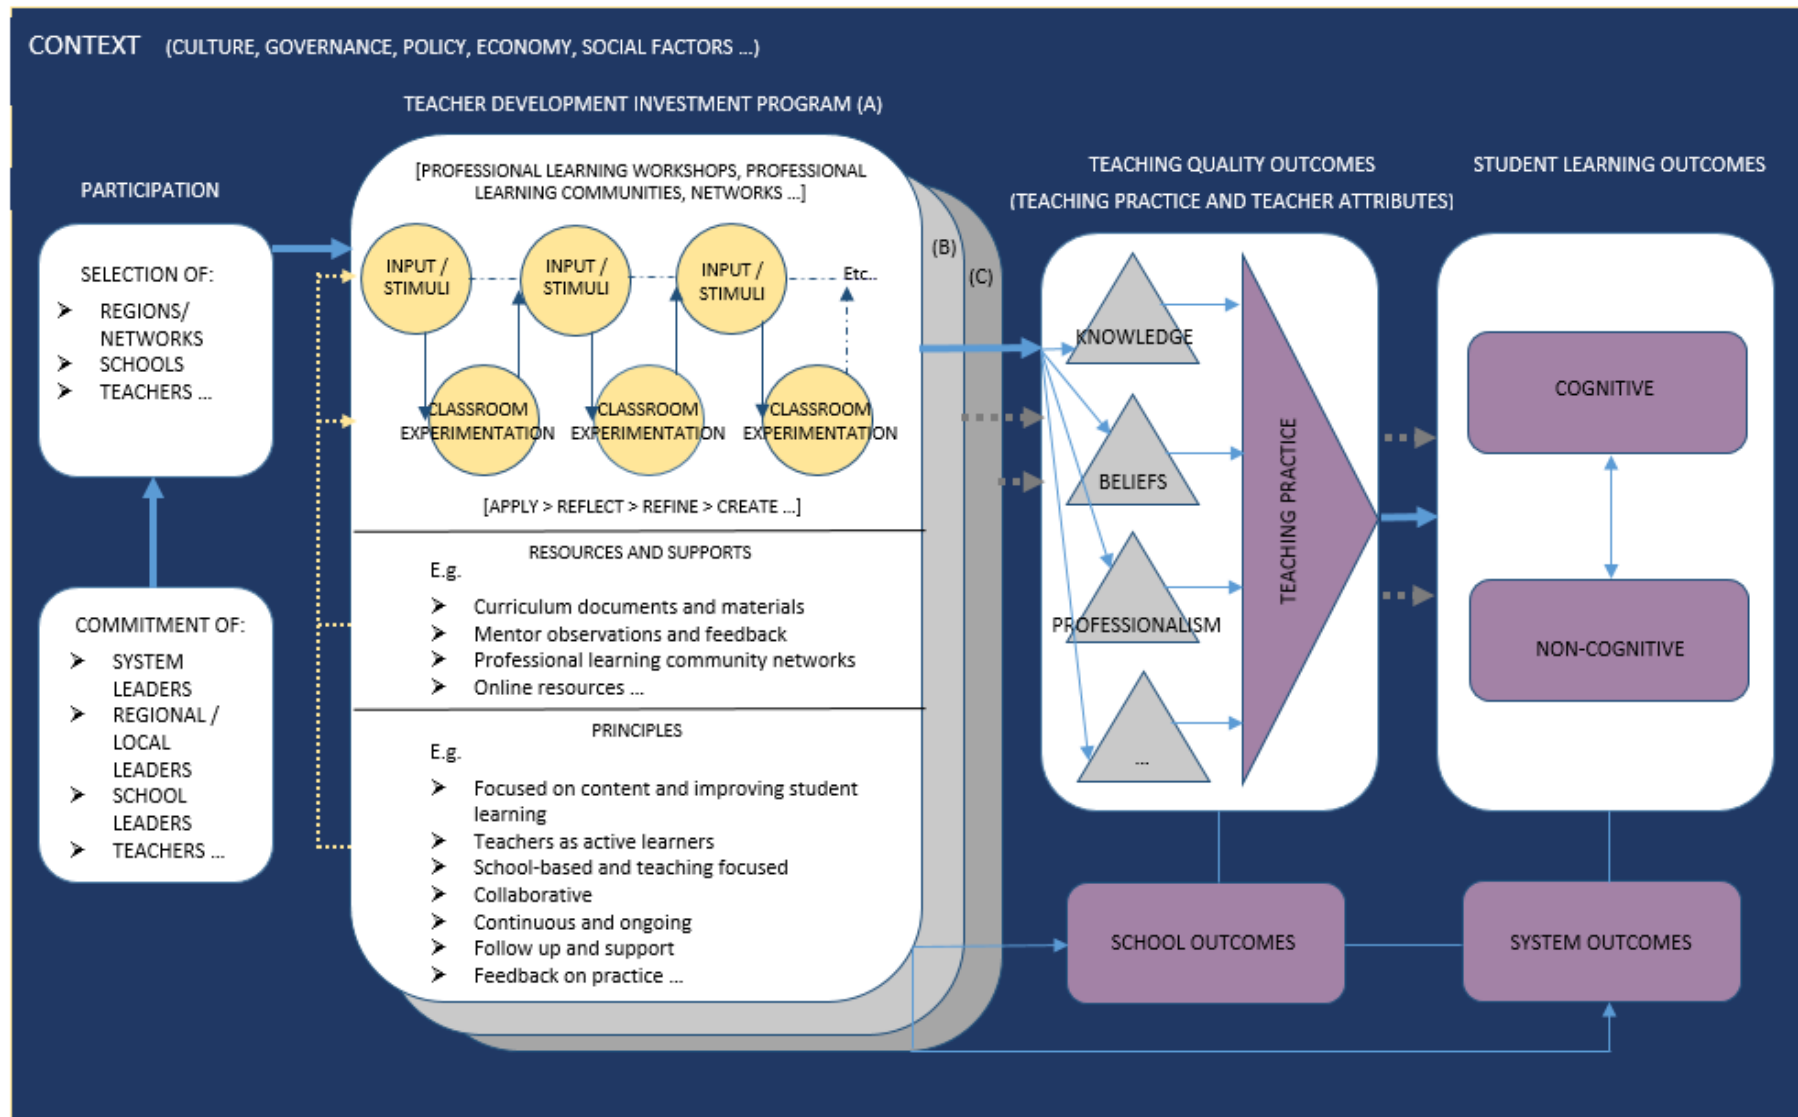 CONTEXT (CULTURE, GOVERNANCE, POLICY, ECONOMY, SOCIAL FACTORS ...)
PARTICIPATION
SELECTION OF:
➤ REGIONS/
NETWORKS
➤ SCHOOLS
➤ TEACHERS ...
COMMITMENT OF:
➤ SYSTEM
LEADERS
➤ REGIONAL /
LOCAL
LEADERS
➤ SCHOOL
LEADERS
➤ TEACHERS ...
TEACHER DEVELOPMENT INVESTMENT PROGRAM (A)
[PROFESSIONAL LEARNING WORKSHOPS, PROFESSIONAL
LEARNING COMMUNITIES, NETWORKS ...]
INPUT /
STIMULI
INPUT /
STIMULI
INPUT /
STIMULI
Etc..
CLASSROOM
EXPERIMENTATION
CLASSROOM
EXPERIMENTATION
CLASSROOM
EXPERIMENTATION
[APPLY > REFLECT > REFINE > CREATE ...]
RESOURCES AND SUPPORTS
E.g.
➤ Curriculum documents and materials
➤ Mentor observations and feedback
➤ Professional learning community networks
➤ Online resources ...
PRINCIPLES
E.g.
➤ Focused on content and improving student
learning
➤ Teachers as active learners
➤ School-based and teaching focused
➤ Collaborative
➤ Continuous and ongoing
➤ Follow up and support
➤ Feedback on practice ...
(B)
(C)
TEACHING QUALITY OUTCOMES
(TEACHING PRACTICE AND TEACHER ATTRIBUTES)
KNOWLEDGE
BELIEFS
PROFESSIONALISM
...
TEACHING PRACTICE
STUDENT LEARNING OUTCOMES
COGNITIVE
NON-COGNITIVE
SCHOOL OUTCOMES
SYSTEM OUTCOMES